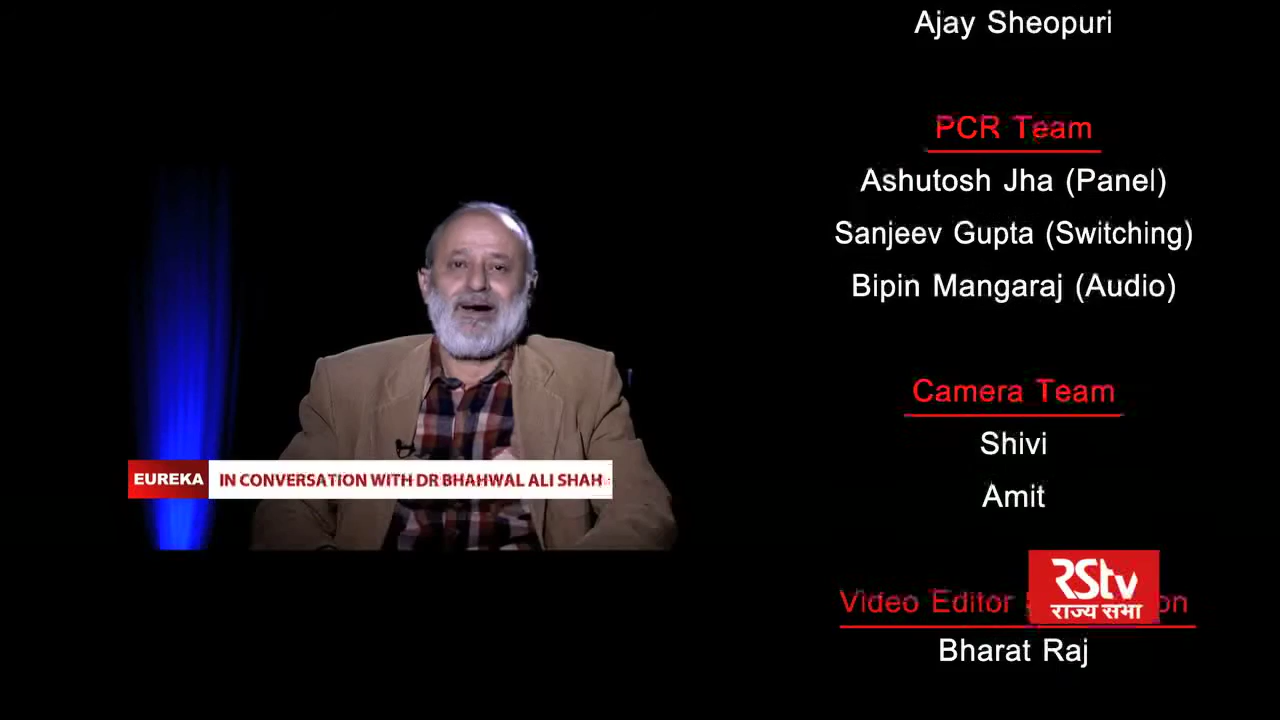 Ajay Sheopuri
PCR Team
Ashutosh Jha (Panel)
Sanjeev Gupta (Switching)
Bipin Mangaraj (Audio)
Camera Team
Shivi
Amit
EUREKA IN CONVERSATION WITH DR BHAHWAL ALI SHAH
RStv
राज्य सभा
Video Editor
Bharat Raj